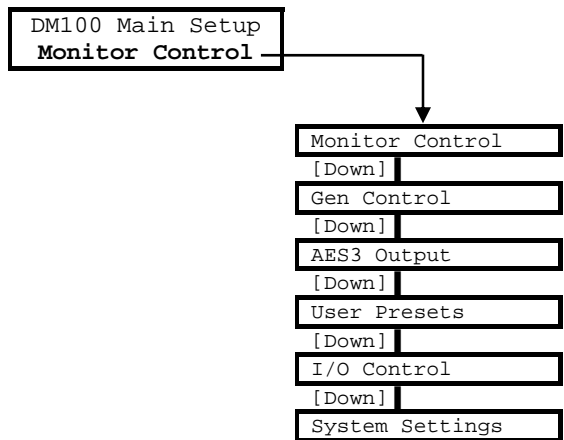 DM100 Main Setup
Monitor Control
Monitor Control
[Down]
Gen Control
[Down]
AES3 Output
[Down]
User Presets
[Down]
I/O Control
[Down]
System Settings